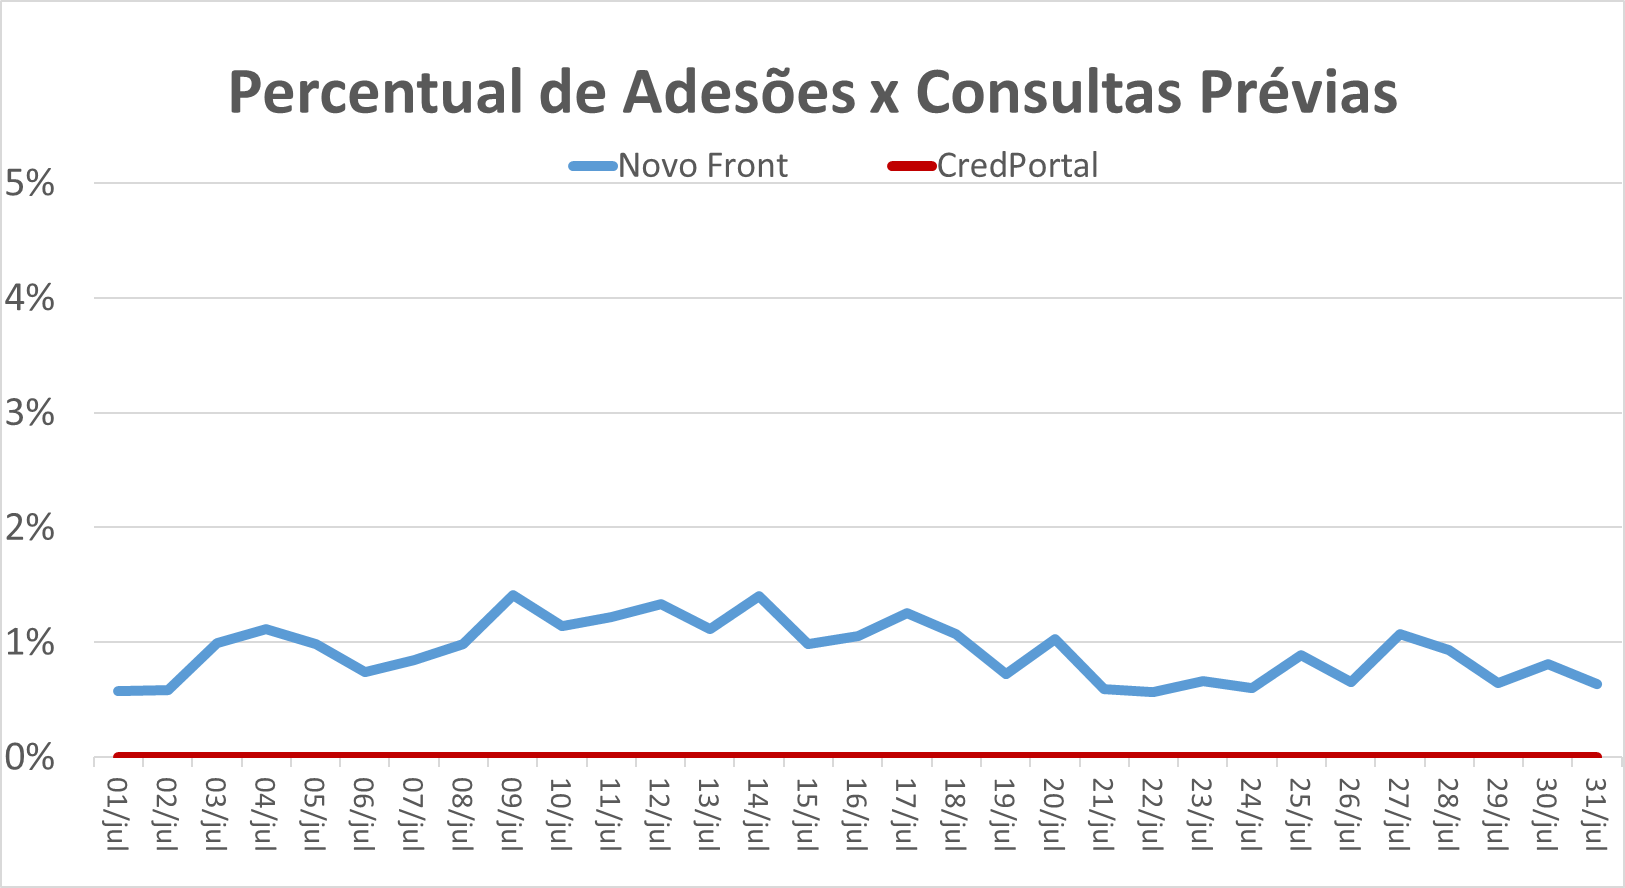 Percentual de Adesões x Consultas Prévias
Novo Front CredPortal
5%
4%
3%
2%
1%
0%
01/jul
02/jul
03/jul
04/jul
05/jul
06/jul
07/jul
08/jul
09/jul
10/jul
11/jul
12/jul
13/jul
14/jul
15/jul
16/jul
17/jul
18/jul
19/jul
20/jul
21/jul
22/jul
23/jul
24/jul
25/jul
26/jul
27/jul
28/jul
29/jul
30/jul
31/jul